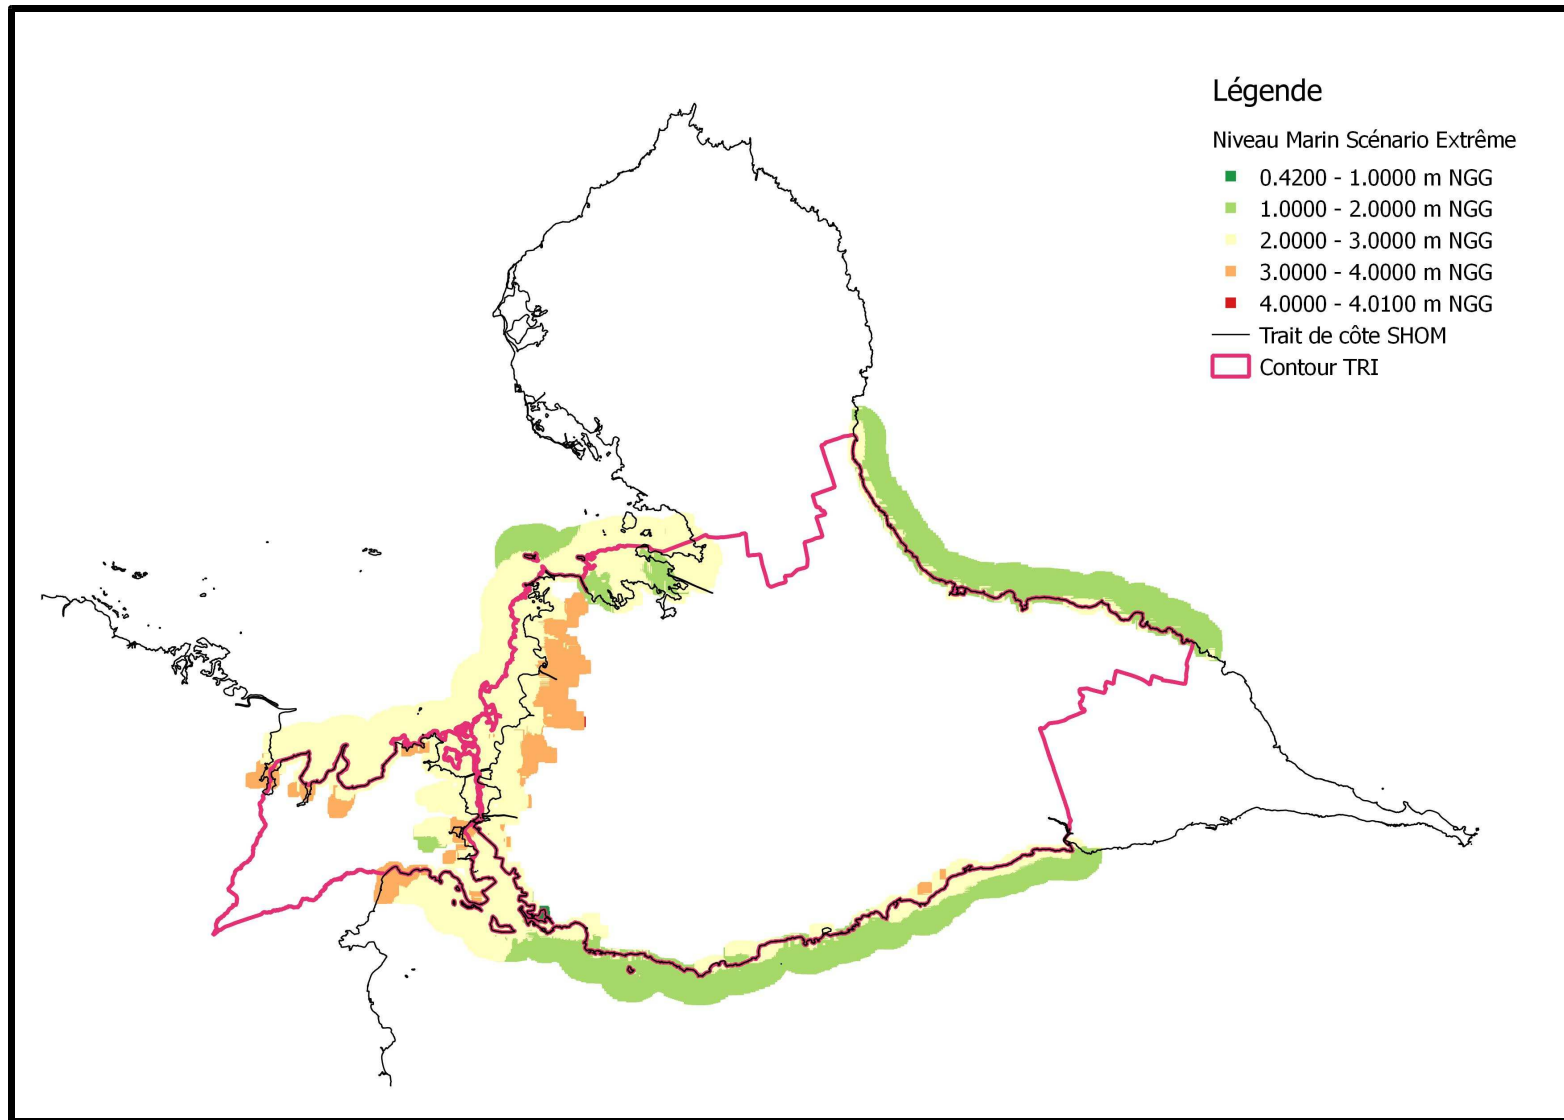 Légende
Niveau Marin Scénario Extrême
0.4200 - 1.0000 m NGG
1.0000 - 2.0000 m NGG
2.0000 - 3.0000 m NGG
3.0000 - 4.0000 m NGG
4.0000 - 4.0100 m NGG
Trait de côte SHOM
Contour TRI